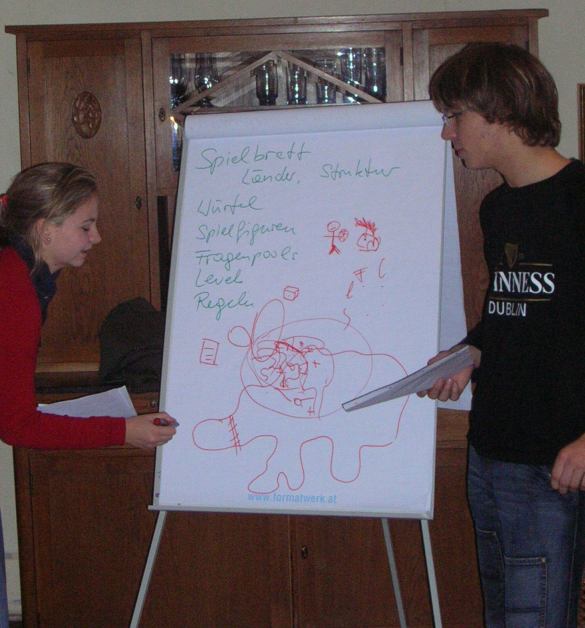 Spielbrett
Länder, Struktur
Würfel
Spielfiguren
Fragenpools
Level
Regeln
www.formatwerk.at
GUINNESS
DUBLIN